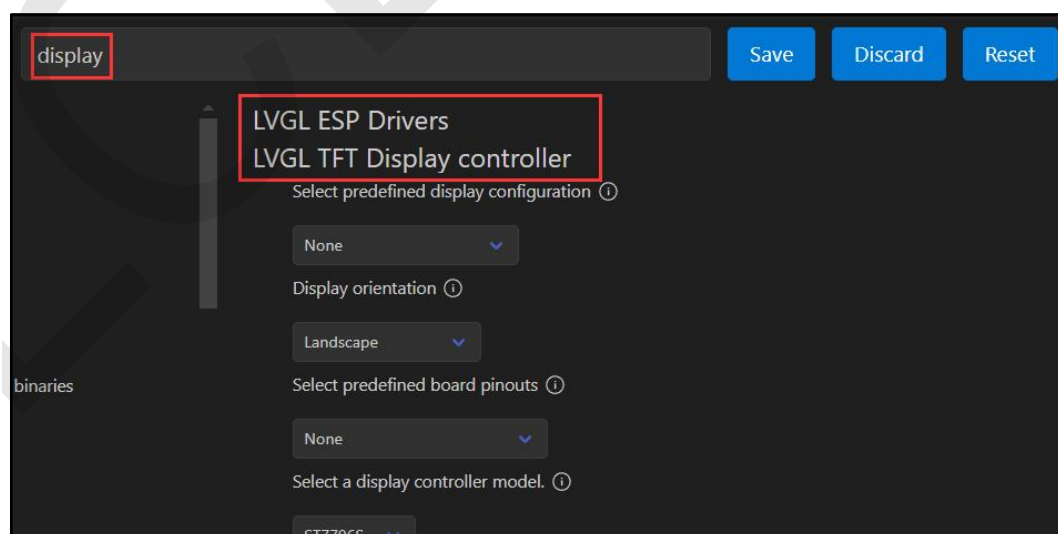 display
Save
Discard
Reset
LVGL ESP Drivers
LVGL TFT Display controller
Select predefined display configuration
None
Display orientation
Landscape
binaries
Select predefined board pinouts
None
Select a display controller model.